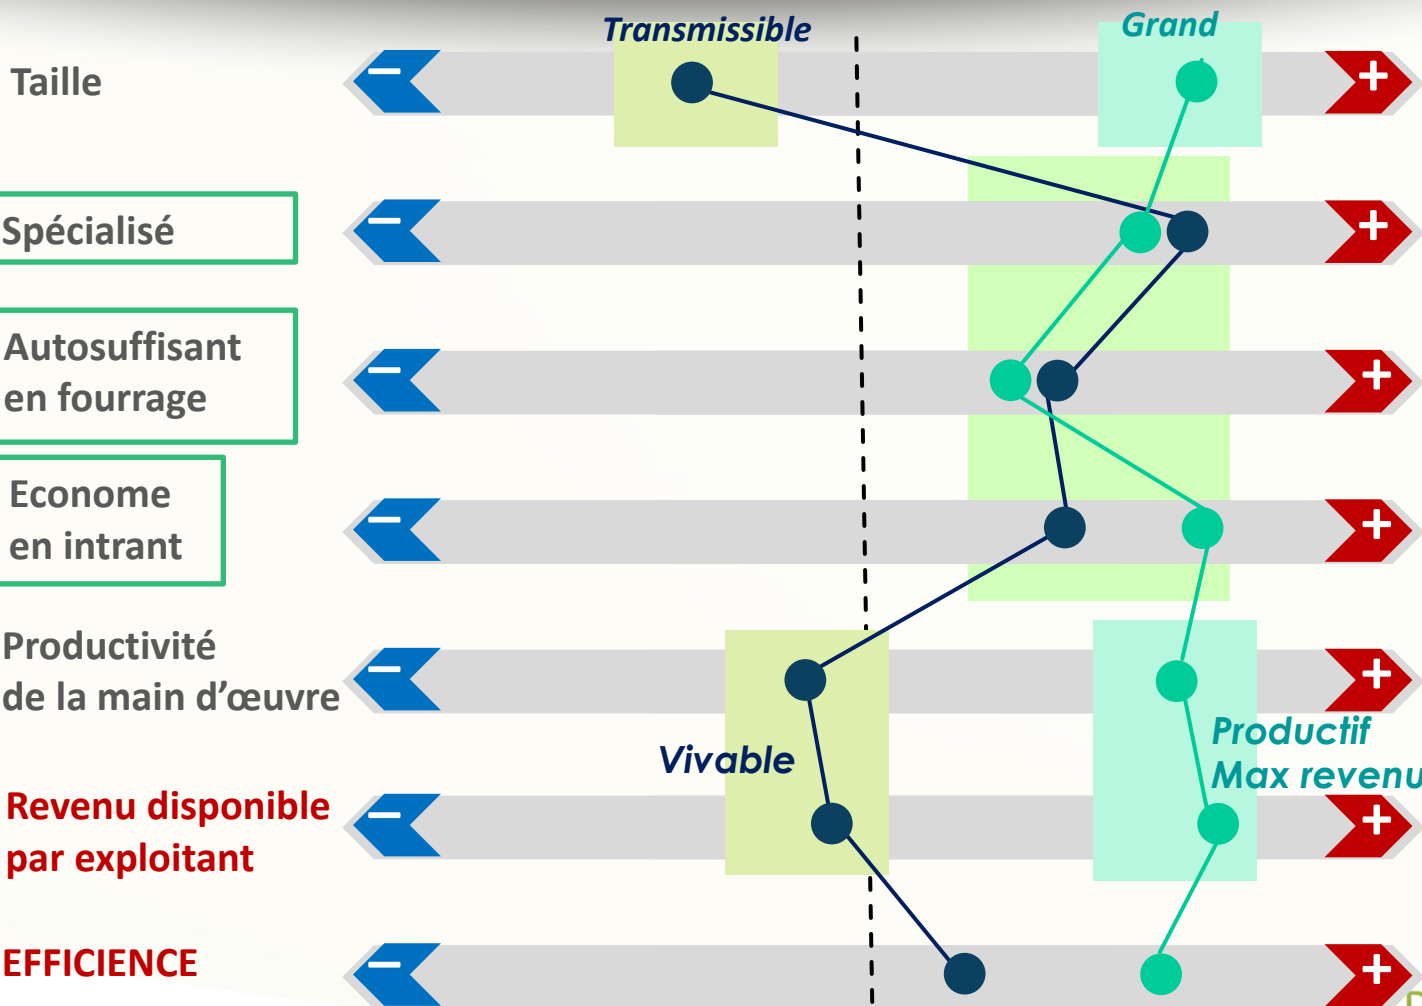 Transmissible
Grand
Taille
−
+
Spécialisé
−
+
Autosuffisant
en fourrage
−
+
Econome
en intrant
−
+
Productivité
de la main d’œuvre
−
+
Vivable
Productif
Max revenu
Revenu disponible
par exploitant
−
+
EFFICIENCE
−
+